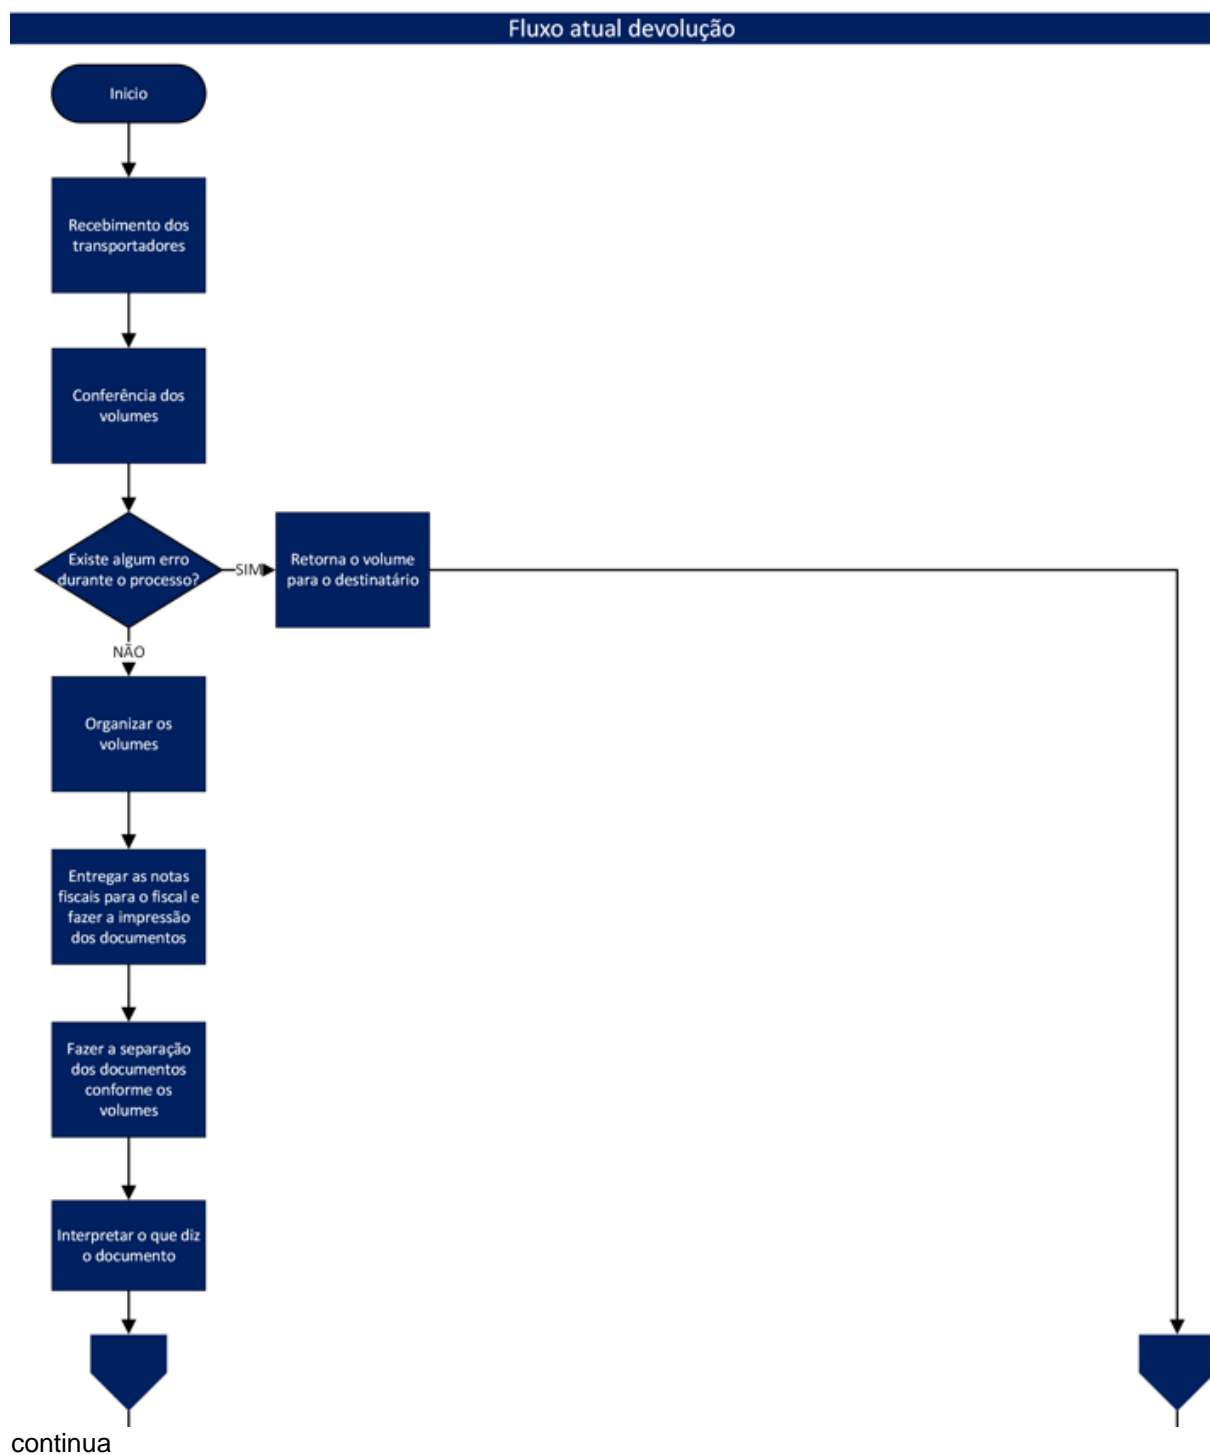 Fluxo atual devolução
Inicio
Recebimento dos
transportadores
Conferência dos
volumes
Existe algum erro
durante o processo?
SIM
Retorna o volume
para o destinatário
NÃO
Organizar os
volumes
Entregar as notas
fiscais para o fiscal e
fazer a impressão
dos documentos
Fazer a separação
dos documentos
conforme os
volumes
Interpretar o que diz
o documento
continua